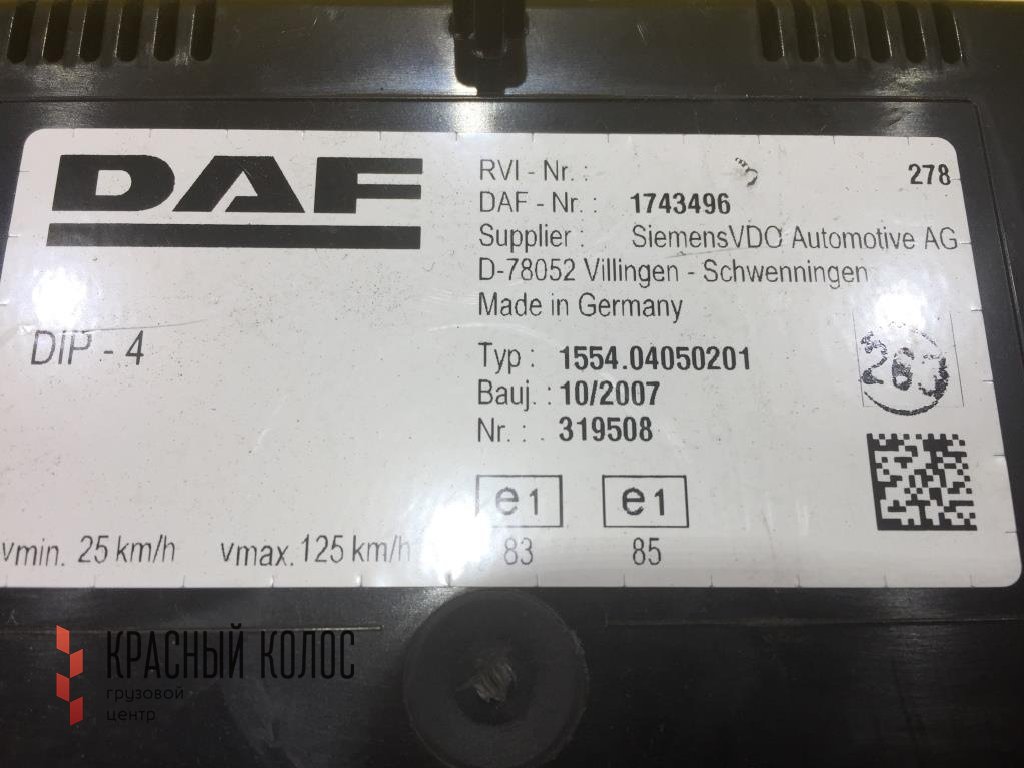 DAF
RVI - Nr. : 278
DAF - Nr. : 1743496
Supplier : SiemensVDO Automotive AG
D-78052 Villingen - Schwenningen
Made in Germany
DIP - 4
Typ : 1554.04050201
Bauj. : 10/2007
Nr. : . 319508
263
e1 e1
83 85
vmin. 25 km/h vmax. 125 km/h
КРАСНЫЙ КОЛОС
грузовой
центр